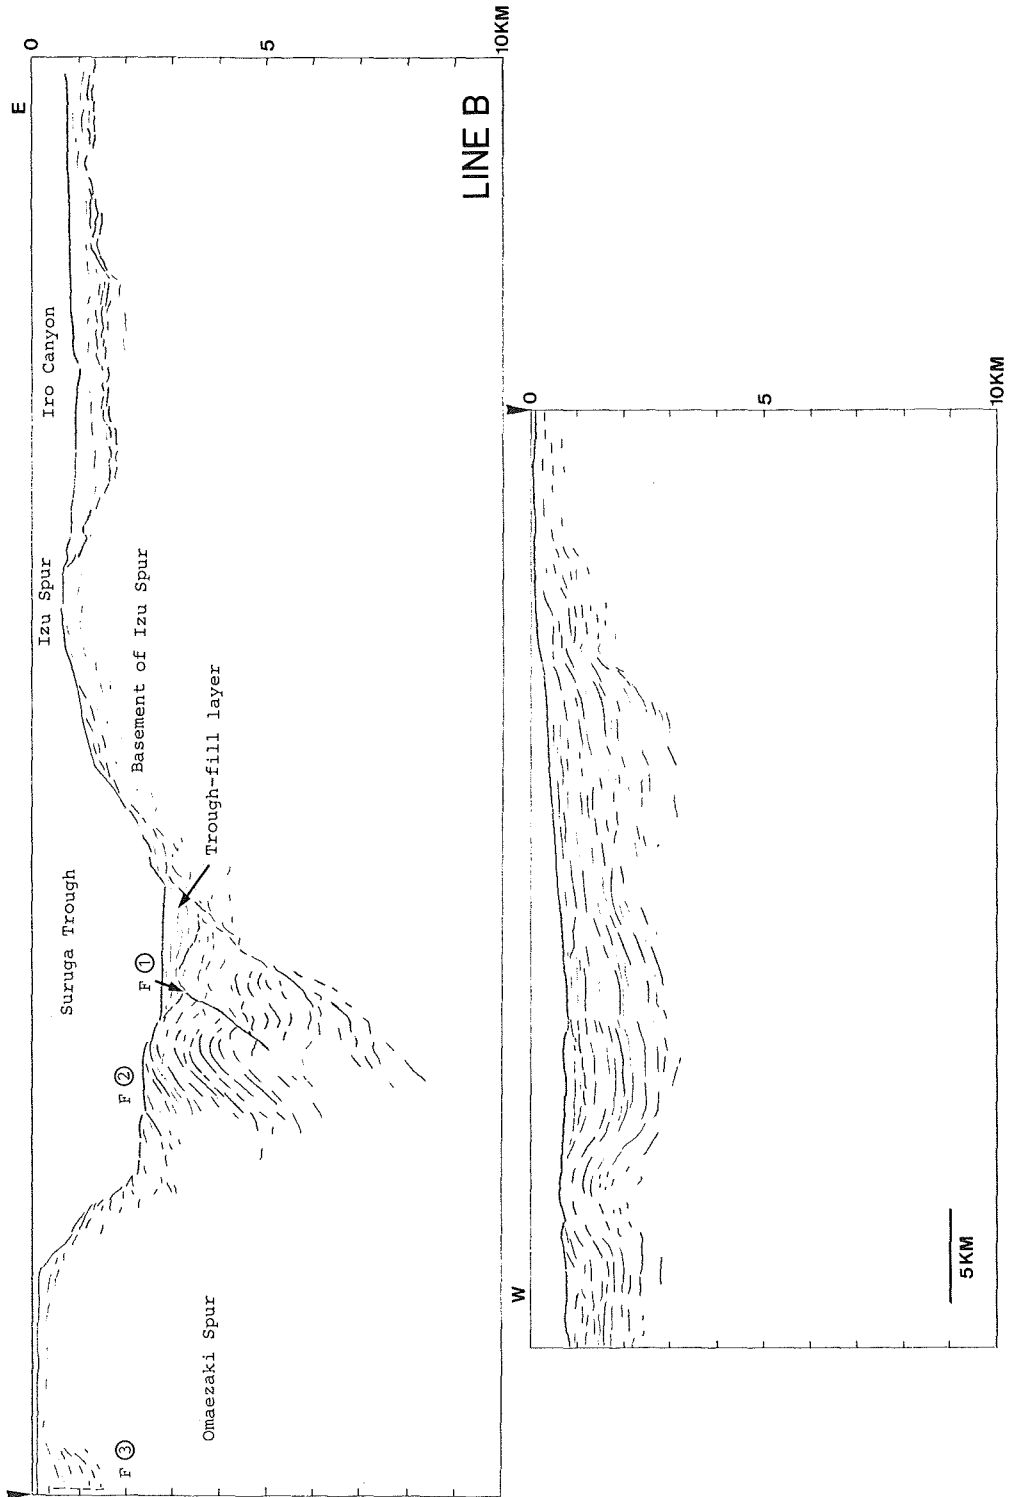 E
0
5
10KM
Iro Canyon
Izu Spur
Suruga Trough
Basement of Izu Spur
Trough-fill layer
F ①
F ②
F ③
Omaezaki Spur
LINE B
W
0
5
10KM
5KM